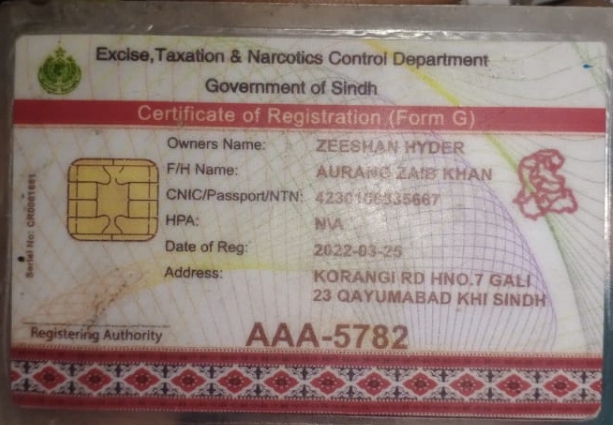 Excise,Taxation & Narcotics Control Department
Government of Sindh
Certificate of Registration (Form G)
Owners Name: ZEESHAN HYDER
F/H Name: AURANG ZAIB KHAN
CNIC/Passport/NTN:
HPA: N\A
Date of Reg: 2022-03-25
Address: KORANGI RD HNO.7 GALI
23 QAYUMABAD KHI SINDH
Serial No:
Registering Authority
AAA-5782